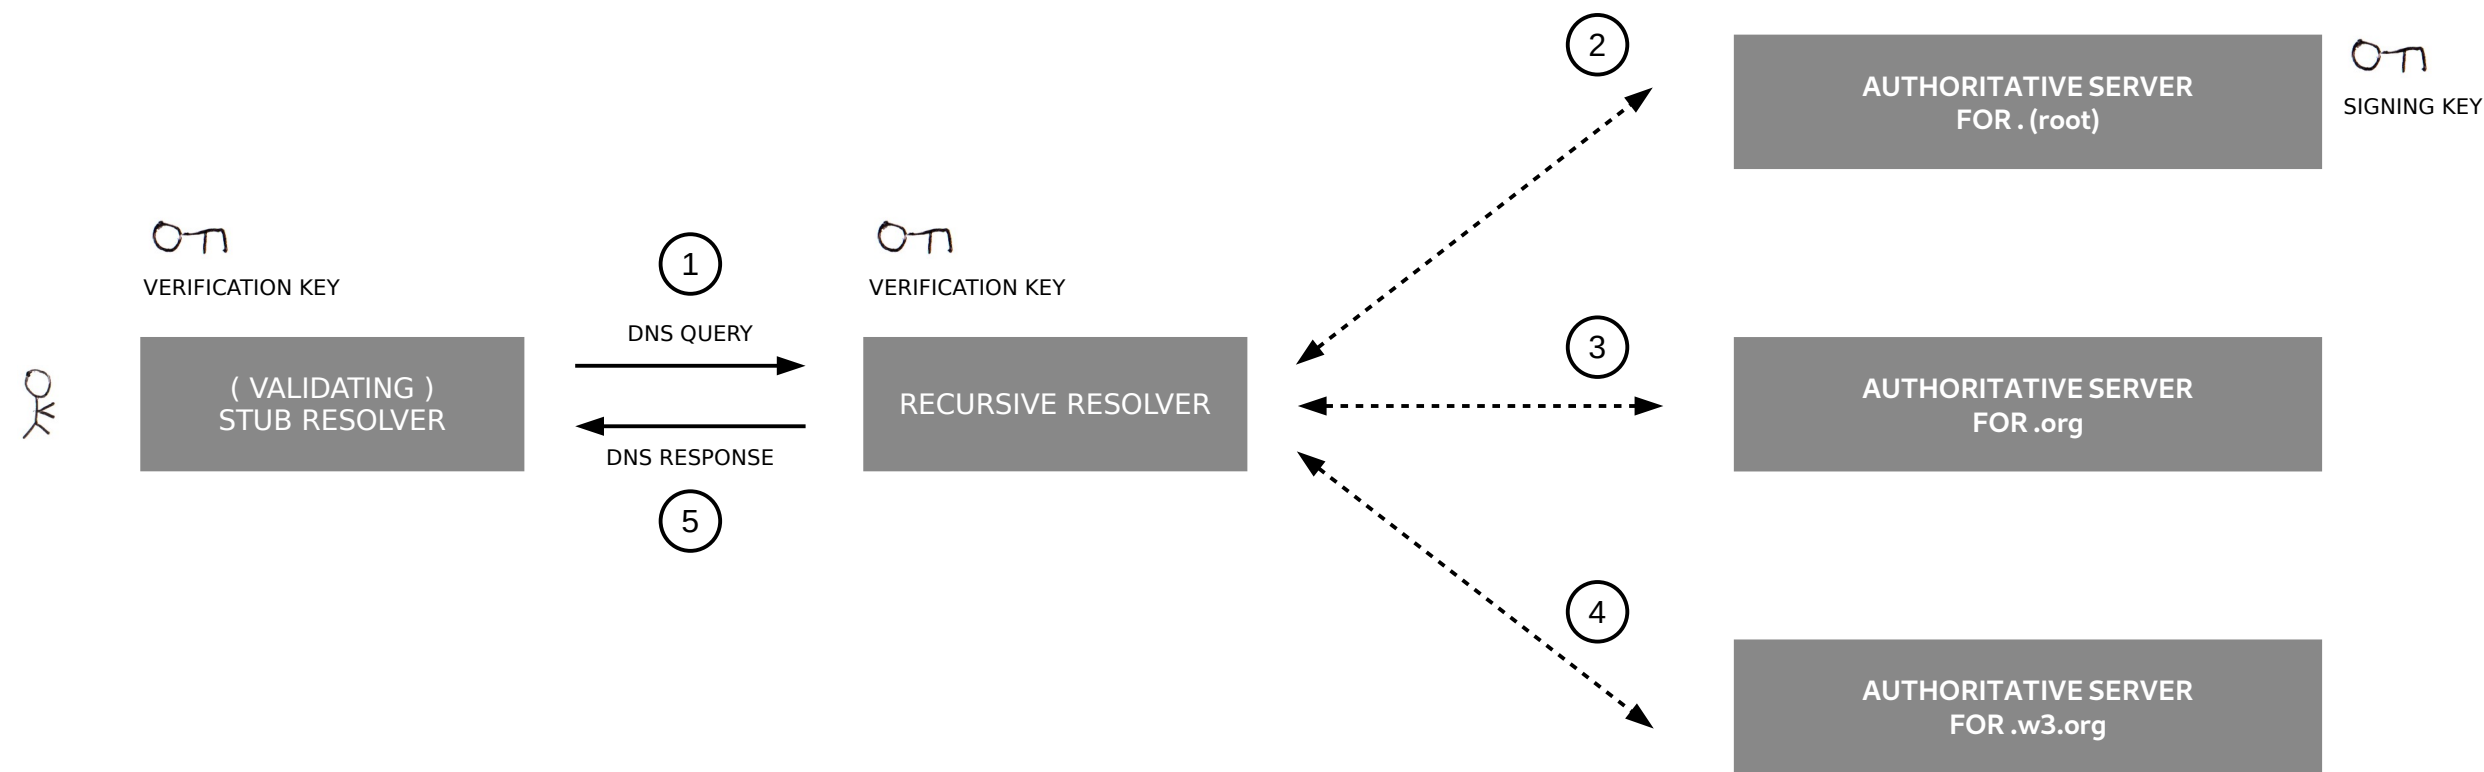 2
AUTHORITATIVE SERVER
FOR . (root)
SIGNING KEY
VERIFICATION KEY
1
VERIFICATION KEY
DNS QUERY
3
( VALIDATING )
STUB RESOLVER
RECURSIVE RESOLVER
AUTHORITATIVE SERVER
FOR .org
DNS RESPONSE
5
4
AUTHORITATIVE SERVER
FOR .w3.org